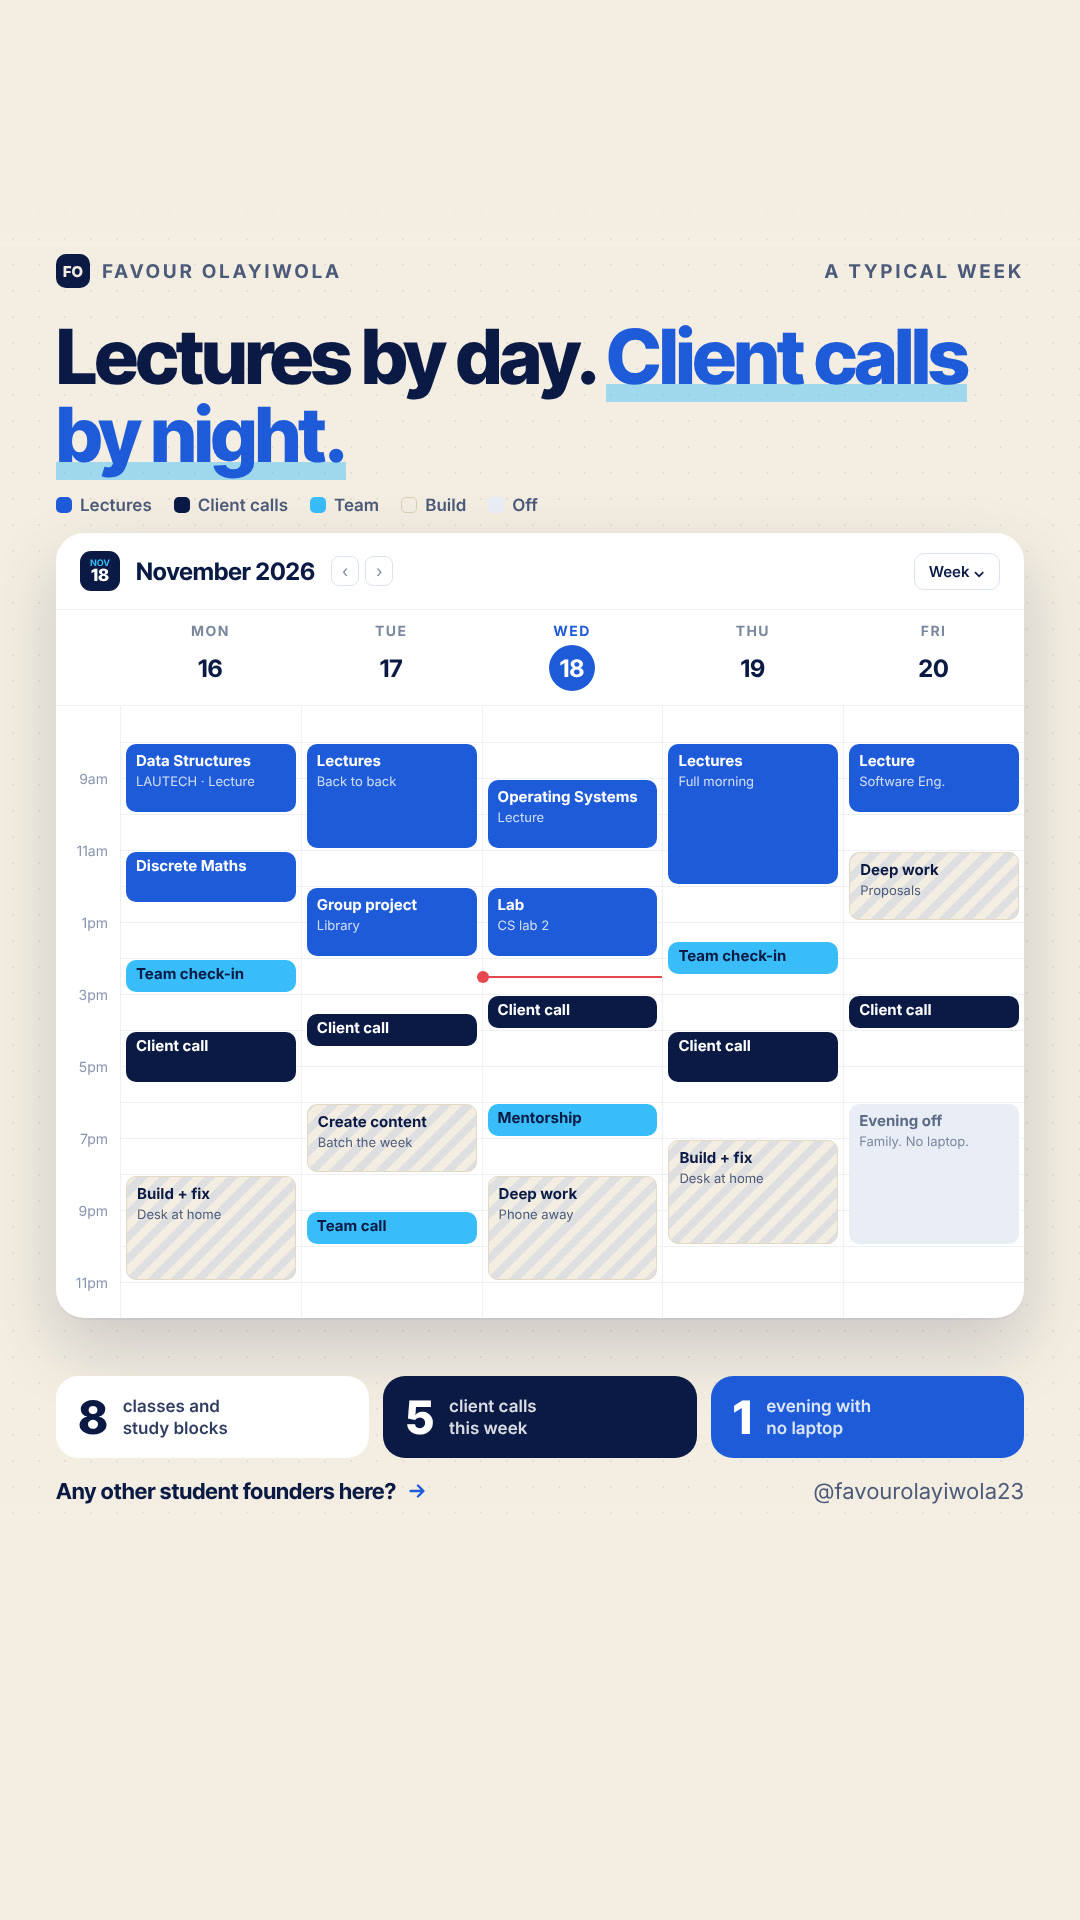 FO FAVOUR OLAYIWOLA
A TYPICAL WEEK
Lectures by day. Client calls
by night.
Lectures Client calls Team Build Off
NOV
18
November 2026 ‹ ›
Week
MON TUE WED THU FRI
16 17 18 19 20
9am
11am
1pm
3pm
5pm
7pm
9pm
11pm
Data Structures
LAUTECH · Lecture
Discrete Maths
Team check-in
Client call
Build + fix
Desk at home
Lectures
Back to back
Group project
Library
Client call
Create content
Batch the week
Team call
Operating Systems
Lecture
Lab
CS lab 2
Client call
Mentorship
Deep work
Phone away
Lectures
Full morning
Team check-in
Client call
Build + fix
Desk at home
Lecture
Software Eng.
Deep work
Proposals
Client call
Evening off
Family. No laptop.
8 classes and
study blocks
5 client calls
this week
1 evening with
no laptop
Any other student founders here? →
@favourolayiwola23